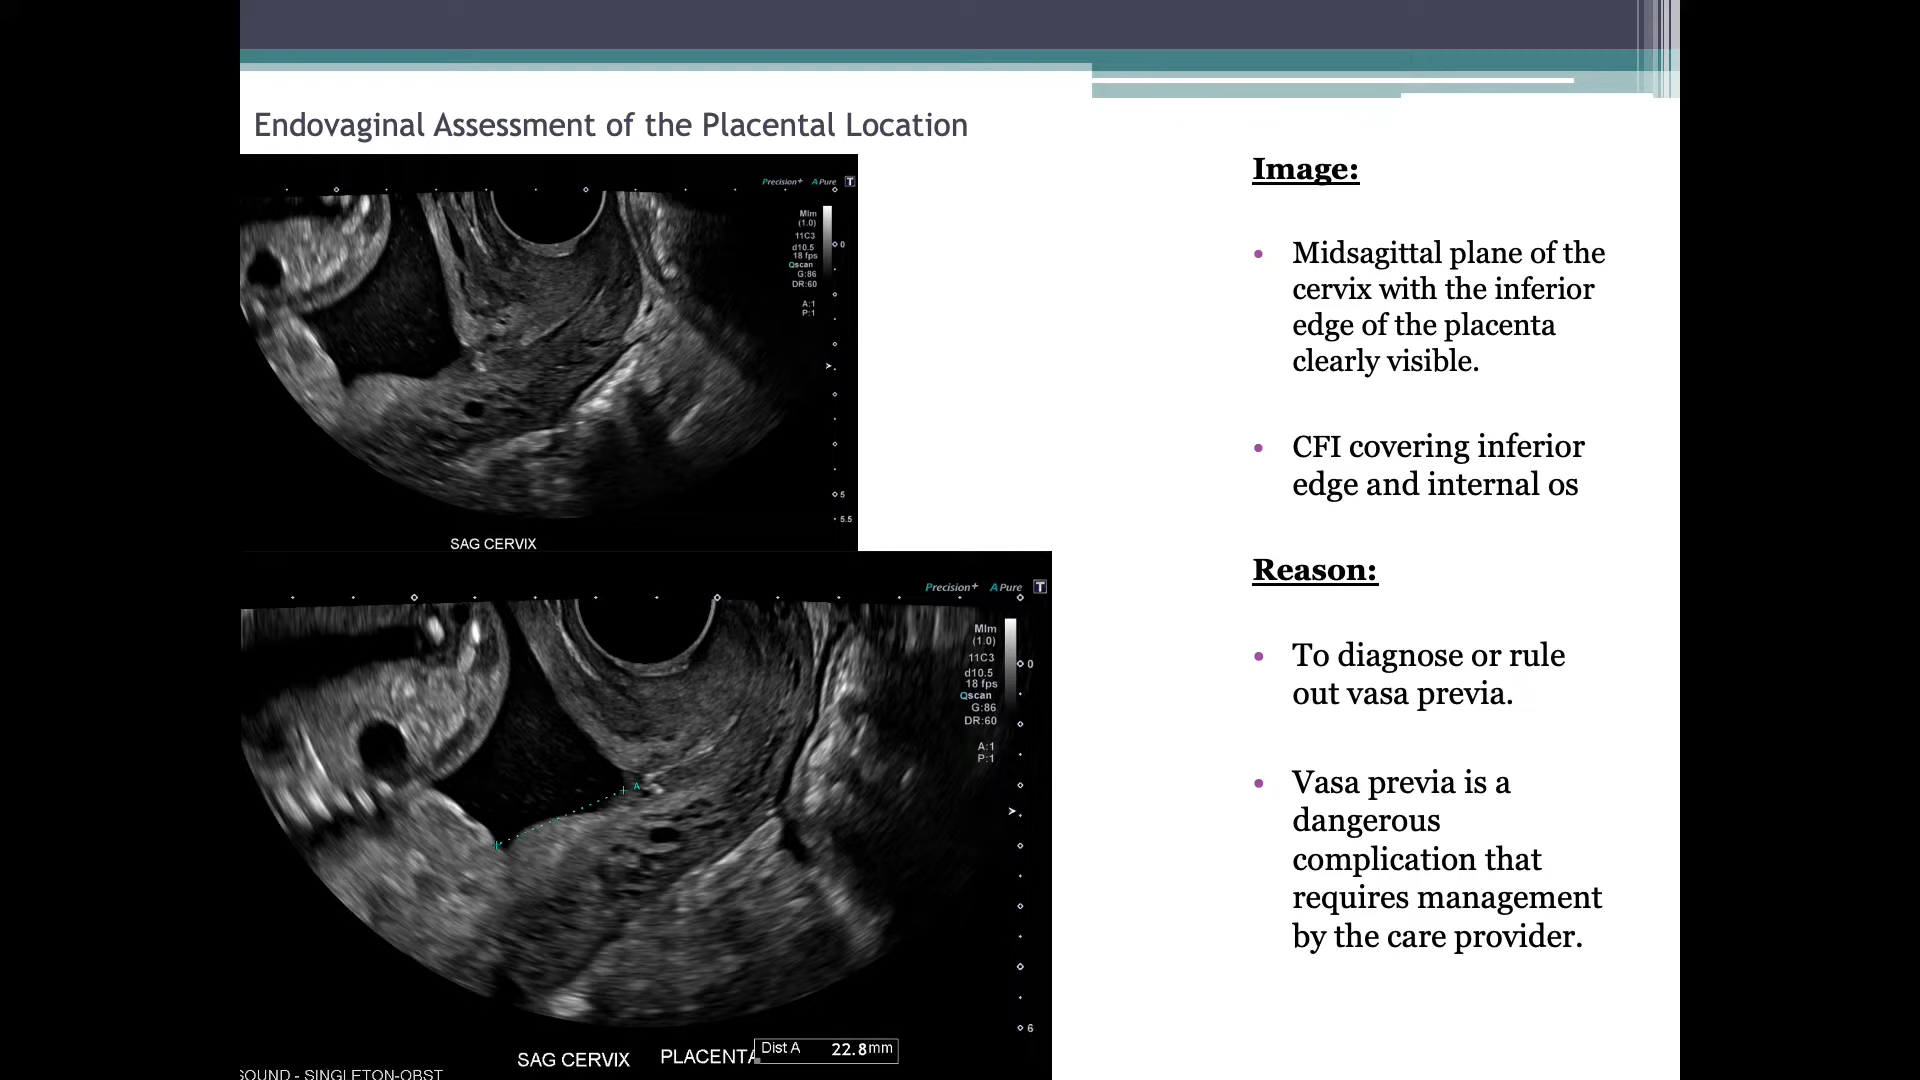 Endovaginal Assessment of the Placental Location
Precision+ A Pure T
MIm
(1.0)
11C3
d10.5
18 fps
Qscan
G:86
DR:60
A:1
P:1
0
5
5.5
SAG CERVIX
Precision+ A Pure T
MIm
(1.0)
11C3
d10.5
18 fps
Qscan
G:86
DR:60
A:1
P:1
0
6
A
SAG CERVIX PLACENTA
Dist A 22.8mm
SOUND - SINGLETON-OBST
Image:
• Midsagittal plane of the
cervix with the inferior
edge of the placenta
clearly visible.
• CFI covering inferior
edge and internal os
Reason:
• To diagnose or rule
out vasa previa.
• Vasa previa is a
dangerous
complication that
requires management
by the care provider.